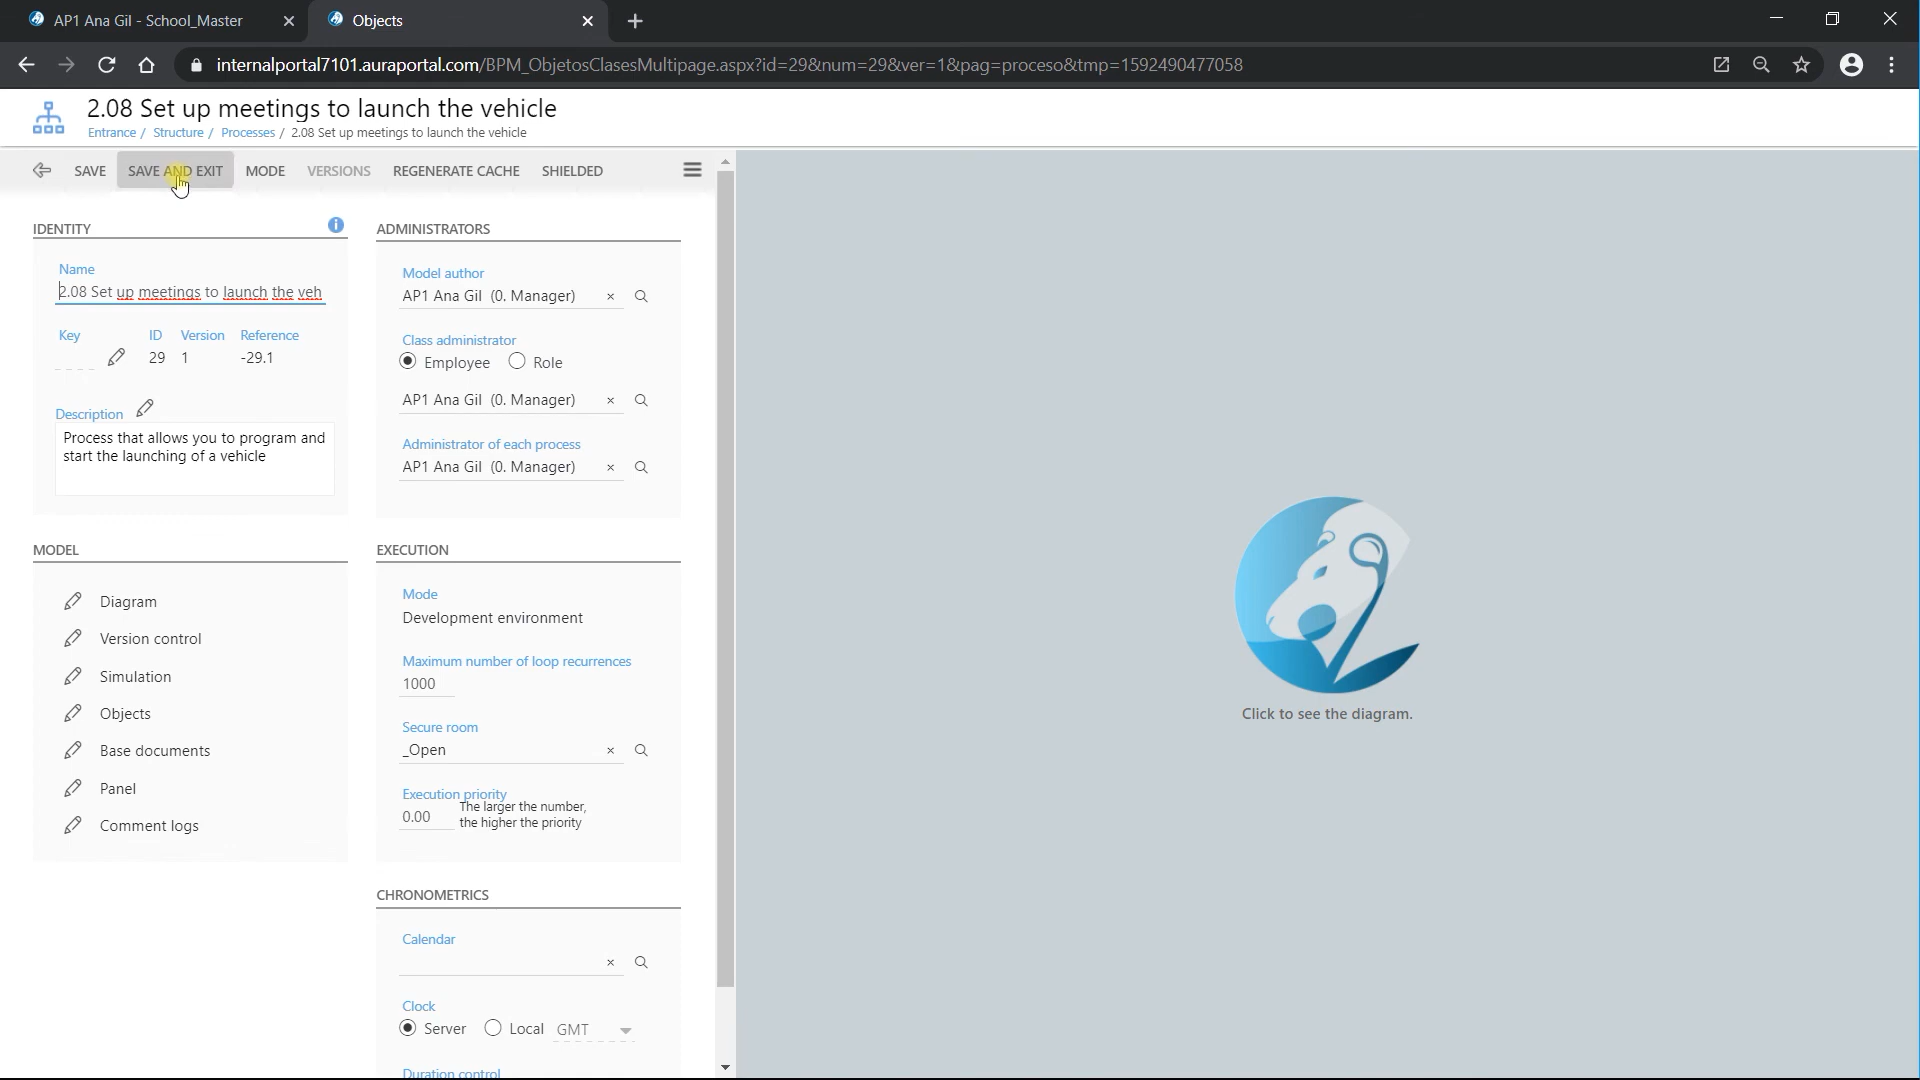 AP1 Ana Gil - School_Master
Objects
internalportal7101.auraportal.com/BPM_ObjetosClasesMultipage.aspx?id=29&num=29&ver=1&pag=proceso&tmp=1592490477058
2.08 Set up meetings to launch the vehicle
Entrance / Structure / Processes / 2.08 Set up meetings to launch the vehicle
SAVE SAVE AND EXIT MODE VERSIONS REGENERATE CACHE SHIELDED
IDENTITY
Name
2.08 Set up meetings to launch the veh
Key ID Version Reference
29 1 -29.1
Description
Process that allows you to program and
start the launching of a vehicle
MODEL
Diagram
Version control
Simulation
Objects
Base documents
Panel
Comment logs
ADMINISTRATORS
Model author
AP1 Ana Gil (0. Manager)
Class administrator
Employee Role
AP1 Ana Gil (0. Manager)
Administrator of each process
AP1 Ana Gil (0. Manager)
EXECUTION
Mode
Development environment
Maximum number of loop recurrences
1000
Secure room
_Open
Execution priority
0.00 The larger the number,
the higher the priority
CHRONOMETRICS
Calendar
Clock
Server Local GMT
Duration control
Click to see the diagram.